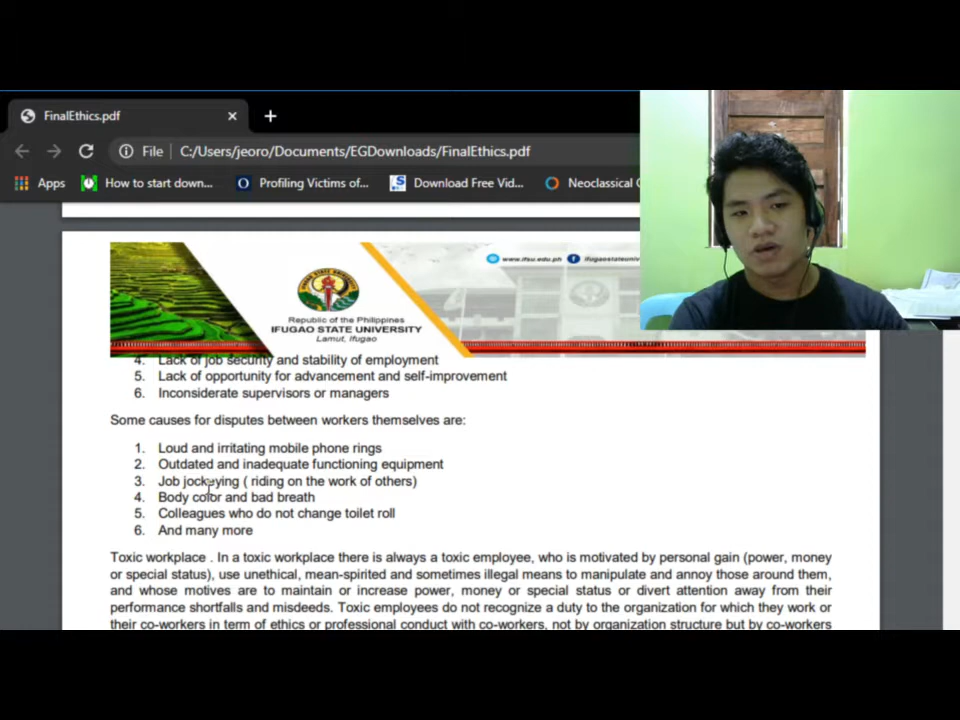 FinalEthics.pdf
File
C:/Users/jeoro/Documents/EGDownloads/FinalEthics.pdf
Apps
How to start down...
Profiling Victims of...
Download Free Vid...
Neoclassical
www.ifsu.edu.ph
ifugaostateuniv
Republic of the Philippines
IFUGAO STATE UNIVERSITY
Lamut, Ifugao
4. Lack of job security and stability of employment
5. Lack of opportunity for advancement and self-improvement
6. Inconsiderate supervisors or managers
Some causes for disputes between workers themselves are:
1. Loud and irritating mobile phone rings
2. Outdated and inadequate functioning equipment
3. Job jockeying ( riding on the work of others)
4. Body color and bad breath
5. Colleagues who do not change toilet roll
6. And many more
Toxic workplace . In a toxic workplace there is always a toxic employee, who is motivated by personal gain (power, money
or special status), use unethical, mean-spirited and sometimes illegal means to manipulate and annoy those around them,
and whose motives are to maintain or increase power, money or special status or divert attention away from their
performance shortfalls and misdeeds. Toxic employees do not recognize a duty to the organization for which they work or
their co-workers in term of ethics or professional conduct with co-workers, not by organization structure but by co-workers